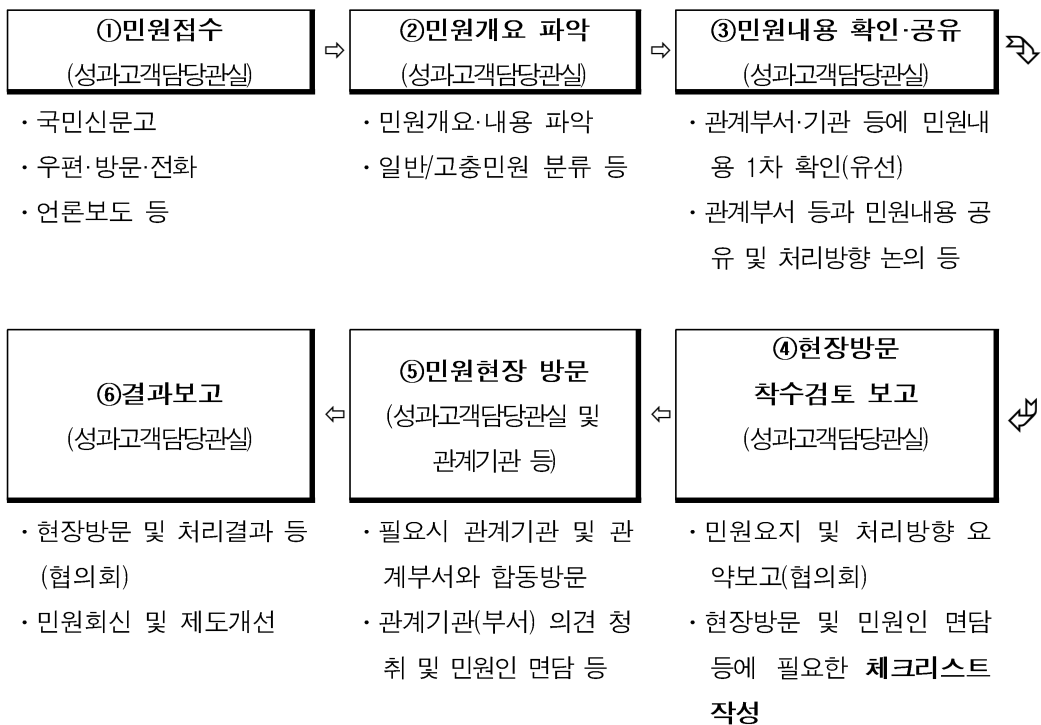 ①민원접수
(성과고객담당관실)
⇨
②민원개요 파악
(성과고객담당관실)
⇨
③민원내용 확인·공유
(성과고객담당관실)
· 국민신문고
· 우편·방문·전화
· 언론보도 등
· 민원개요·내용 파악
· 일반/고충민원 분류 등
· 관계부서·기관 등에 민원내
용 1차 확인(유선)
· 관계부서 등과 민원내용 공
유 및 처리방향 논의 등
④현장방문
착수검토 보고
(성과고객담당관실)
⇦
⑤민원현장 방문
(성과고객담당관실 및
관계기관 등)
⇦
⑥결과보고
(성과고객담당관실)
· 민원요지 및 처리방향 요
약보고(협의회)
· 현장방문 및 민원인 면담
등에 필요한 체크리스트
작성
· 필요시 관계기관 및 관
계부서와 합동방문
· 관계기관(부서) 의견 청
취 및 민원인 면담 등
· 현장방문 및 처리결과 등
(협의회)
· 민원회신 및 제도개선